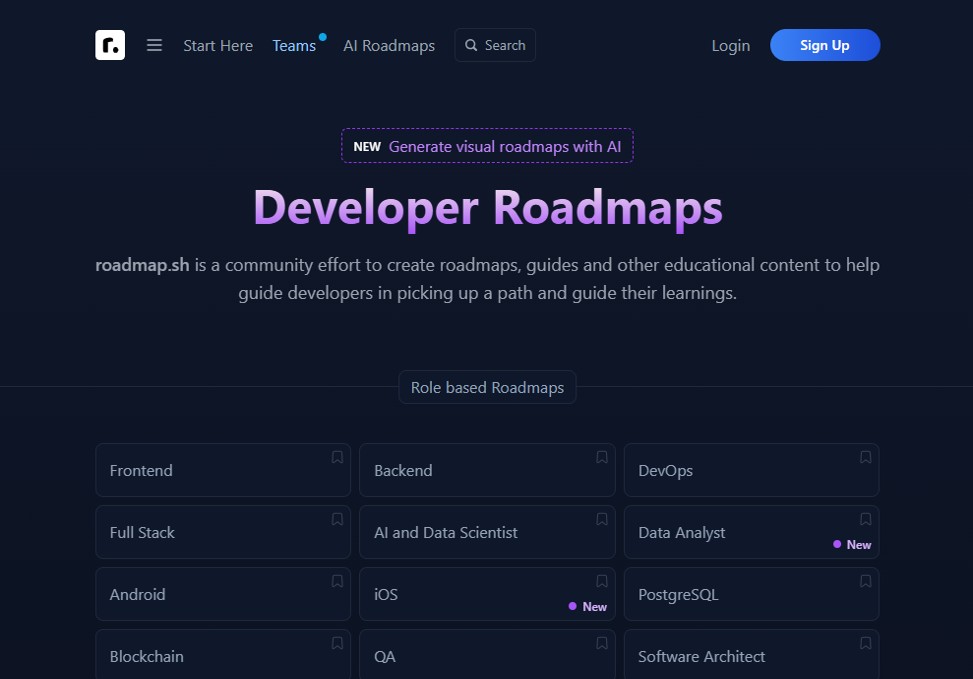 r.
Start Here
Teams
AI Roadmaps
Search
Login
Sign Up
NEW Generate visual roadmaps with AI
Developer Roadmaps
roadmap.sh is a community effort to create roadmaps, guides and other educational content to help
guide developers in picking up a path and guide their learnings.
Role based Roadmaps
Frontend
Backend
DevOps
Full Stack
AI and Data Scientist
Data Analyst
New
Android
iOS
New
PostgreSQL
Blockchain
QA
Software Architect